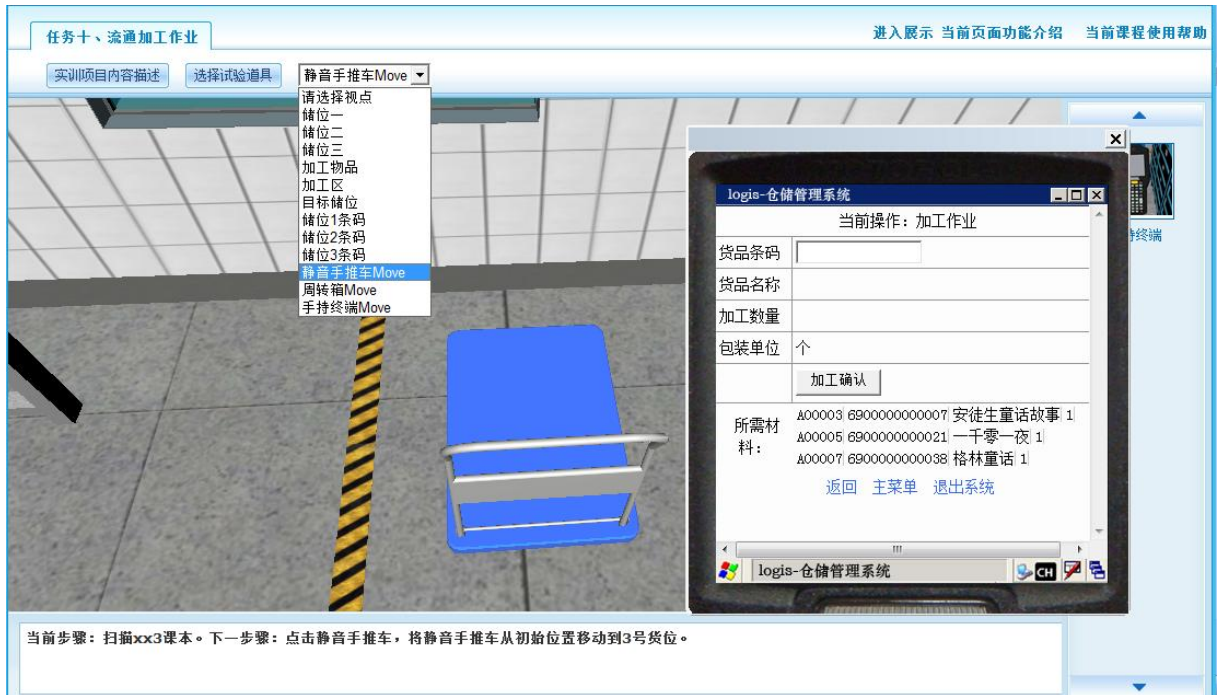 任务十、流通加工作业
进入展示 当前页面功能介绍 当前课程使用帮助
实训项目内容描述 选择试验道具 静音手推车Move
请选择视点
储位一
储位二
储位三
加工物品
加工区
目标储位
储位1条码
储位2条码
储位3条码
静音手推车Move
周转箱Move
手持终端Move
logis-仓储管理系统
当前操作：加工作业
货品条码
货品名称
加工数量
包装单位 个
加工确认
所需材料：
A00003 6900000000007 安徒生童话故事 1
A00005 6900000000021 一千零一夜 1
A00007 6900000000038 格林童话 1
返回 主菜单 退出系统
logis-仓储管理系统 CH
持终端
当前步骤：扫描xx3课本。下一步骤：点击静音手推车，将静音手推车从初始位置移动到3号货位。